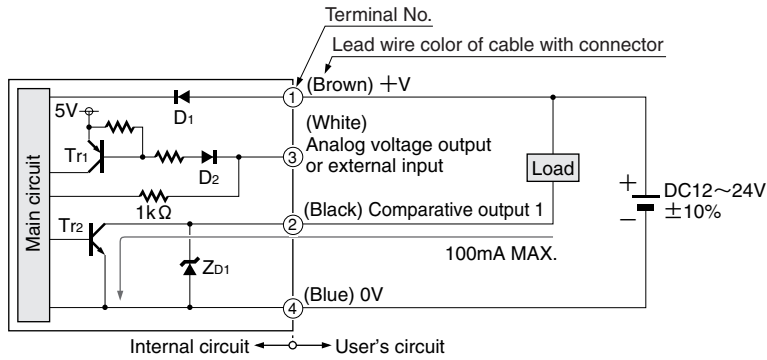 Terminal No.
Lead wire color of cable with connector
(Brown) +V
1
D1
5V
(White)
Analog voltage output
or external input
3
Tr1
D2
Load
1kΩ
Main circuit
+
−
DC12～24V
±10%
(Black) Comparative output 1
2
Tr2
100mA MAX.
ZD1
(Blue) 0V
4
Internal circuit
User's circuit